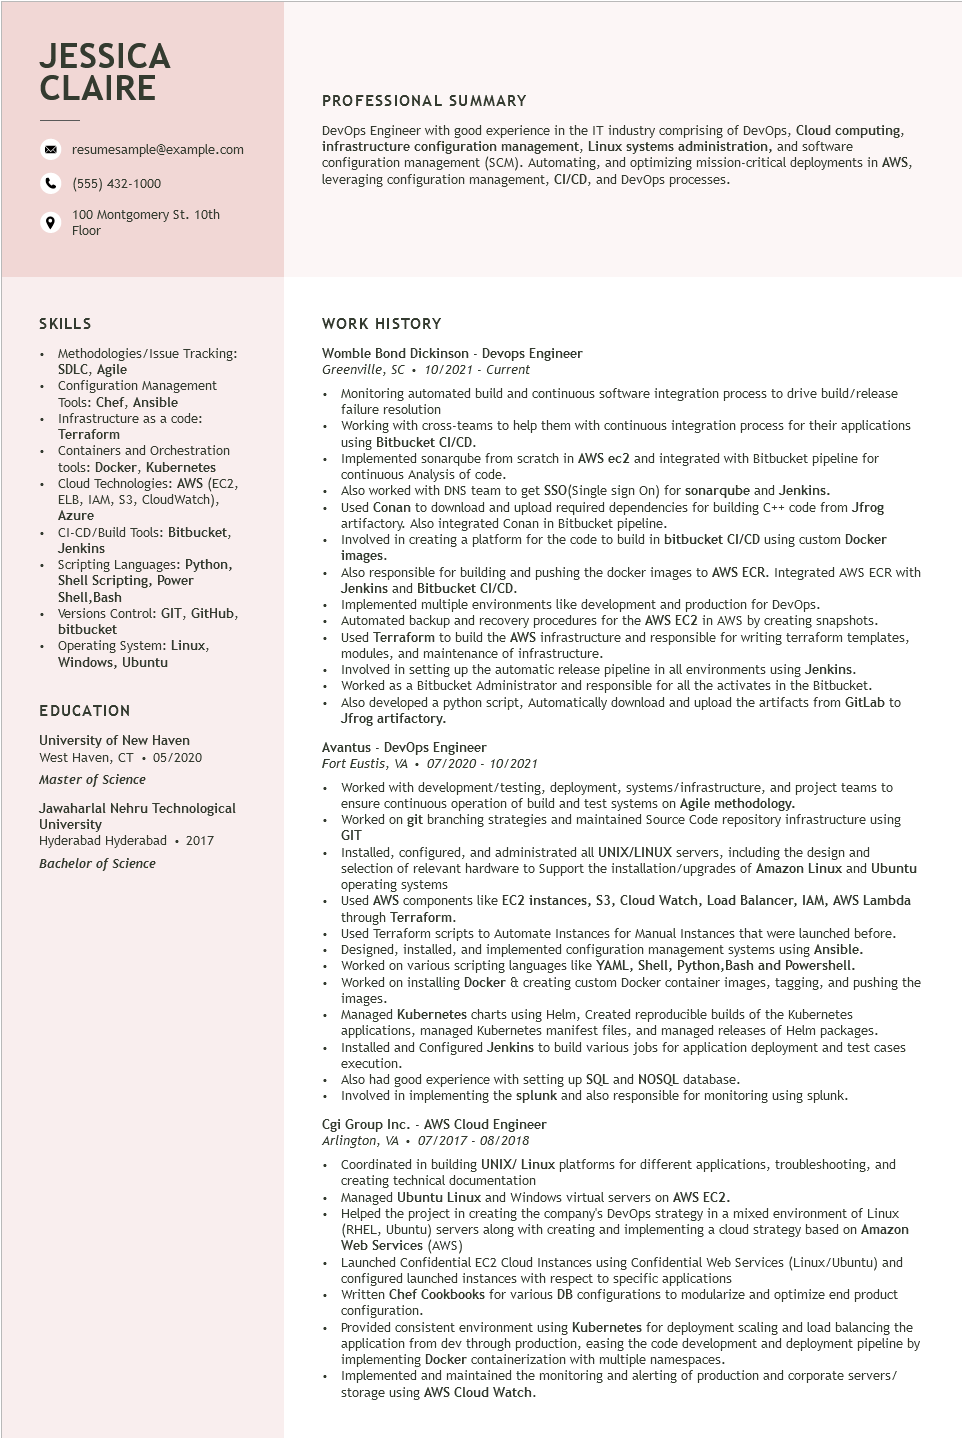 JESSICA
CLAIRE
resumesample@example.com
(555) 432-1000
100 Montgomery St. 10th
Floor
PROFESSIONAL SUMMARY
DevOps Engineer with good experience in the IT industry comprising of DevOps, Cloud computing,
infrastructure configuration management, Linux systems administration, and software
configuration management (SCM). Automating, and optimizing mission-critical deployments in AWS,
leveraging configuration management, CI/CD, and DevOps processes.
SKILLS
• Methodologies/Issue Tracking:
SDLC, Agile
• Configuration Management
Tools: Chef, Ansible
• Infrastructure as a code:
Terraform
• Containers and Orchestration
tools: Docker, Kubernetes
• Cloud Technologies: AWS (EC2,
ELB, IAM, S3, CloudWatch),
Azure
• CI-CD/Build Tools: Bitbucket,
Jenkins
• Scripting Languages: Python,
Shell Scripting, Power
Shell,Bash
• Versions Control: GIT, GitHub,
bitbucket
• Operating System: Linux,
Windows, Ubuntu
EDUCATION
University of New Haven
West Haven, CT • 05/2020
Master of Science
Jawaharlal Nehru Technological
University
Hyderabad Hyderabad • 2017
Bachelor of Science
WORK HISTORY
Womble Bond Dickinson - Devops Engineer
Greenville, SC • 10/2021 - Current
• Monitoring automated build and continuous software integration process to drive build/release
failure resolution
• Working with cross-teams to help them with continuous integration process for their applications
using Bitbucket CI/CD.
• Implemented sonarqube from scratch in AWS ec2 and integrated with Bitbucket pipeline for
continuous Analysis of code.
• Also worked with DNS team to get SSO(Single sign On) for sonarqube and Jenkins.
• Used Conan to download and upload required dependencies for building C++ code from Jfrog
artifactory. Also integrated Conan in Bitbucket pipeline.
• Involved in creating a platform for the code to build in bitbucket CI/CD using custom Docker
images.
• Also responsible for building and pushing the docker images to AWS ECR. Integrated AWS ECR with
Jenkins and Bitbucket CI/CD.
• Implemented multiple environments like development and production for DevOps.
• Automated backup and recovery procedures for the AWS EC2 in AWS by creating snapshots.
• Used Terraform to build the AWS infrastructure and responsible for writing terraform templates,
modules, and maintenance of infrastructure.
• Involved in setting up the automatic release pipeline in all environments using Jenkins.
• Worked as a Bitbucket Administrator and responsible for all the activates in the Bitbucket.
• Also developed a python script, Automatically download and upload the artifacts from GitLab to
Jfrog artifactory.
Avantus - DevOps Engineer
Fort Eustis, VA • 07/2020 - 10/2021
• Worked with development/testing, deployment, systems/infrastructure, and project teams to
ensure continuous operation of build and test systems on Agile methodology.
• Worked on git branching strategies and maintained Source Code repository infrastructure using
GIT
• Installed, configured, and administrated all UNIX/LINUX servers, including the design and
selection of relevant hardware to Support the installation/upgrades of Amazon Linux and Ubuntu
operating systems
• Used AWS components like EC2 instances, S3, Cloud Watch, Load Balancer, IAM, AWS Lambda
through Terraform.
• Used Terraform scripts to Automate Instances for Manual Instances that were launched before.
• Designed, installed, and implemented configuration management systems using Ansible.
• Worked on various scripting languages like YAML, Shell, Python,Bash and Powershell.
• Worked on installing Docker & creating custom Docker container images, tagging, and pushing the
images.
• Managed Kubernetes charts using Helm, Created reproducible builds of the Kubernetes
applications, managed Kubernetes manifest files, and managed releases of Helm packages.
• Installed and Configured Jenkins to build various jobs for application deployment and test cases
execution.
• Also had good experience with setting up SQL and NOSQL database.
• Involved in implementing the splunk and also responsible for monitoring using splunk.
Cgi Group Inc. - AWS Cloud Engineer
Arlington, VA • 07/2017 - 08/2018
• Coordinated in building UNIX/ Linux platforms for different applications, troubleshooting, and
creating technical documentation
• Managed Ubuntu Linux and Windows virtual servers on AWS EC2.
• Helped the project in creating the company's DevOps strategy in a mixed environment of Linux
(RHEL, Ubuntu) servers along with creating and implementing a cloud strategy based on Amazon
Web Services (AWS)
• Launched Confidential EC2 Cloud Instances using Confidential Web Services (Linux/Ubuntu) and
configured launched instances with respect to specific applications
• Written Chef Cookbooks for various DB configurations to modularize and optimize end product
configuration.
• Provided consistent environment using Kubernetes for deployment scaling and load balancing the
application from dev through production, easing the code development and deployment pipeline by
implementing Docker containerization with multiple namespaces.
• Implemented and maintained the monitoring and alerting of production and corporate servers/
storage using AWS Cloud Watch.